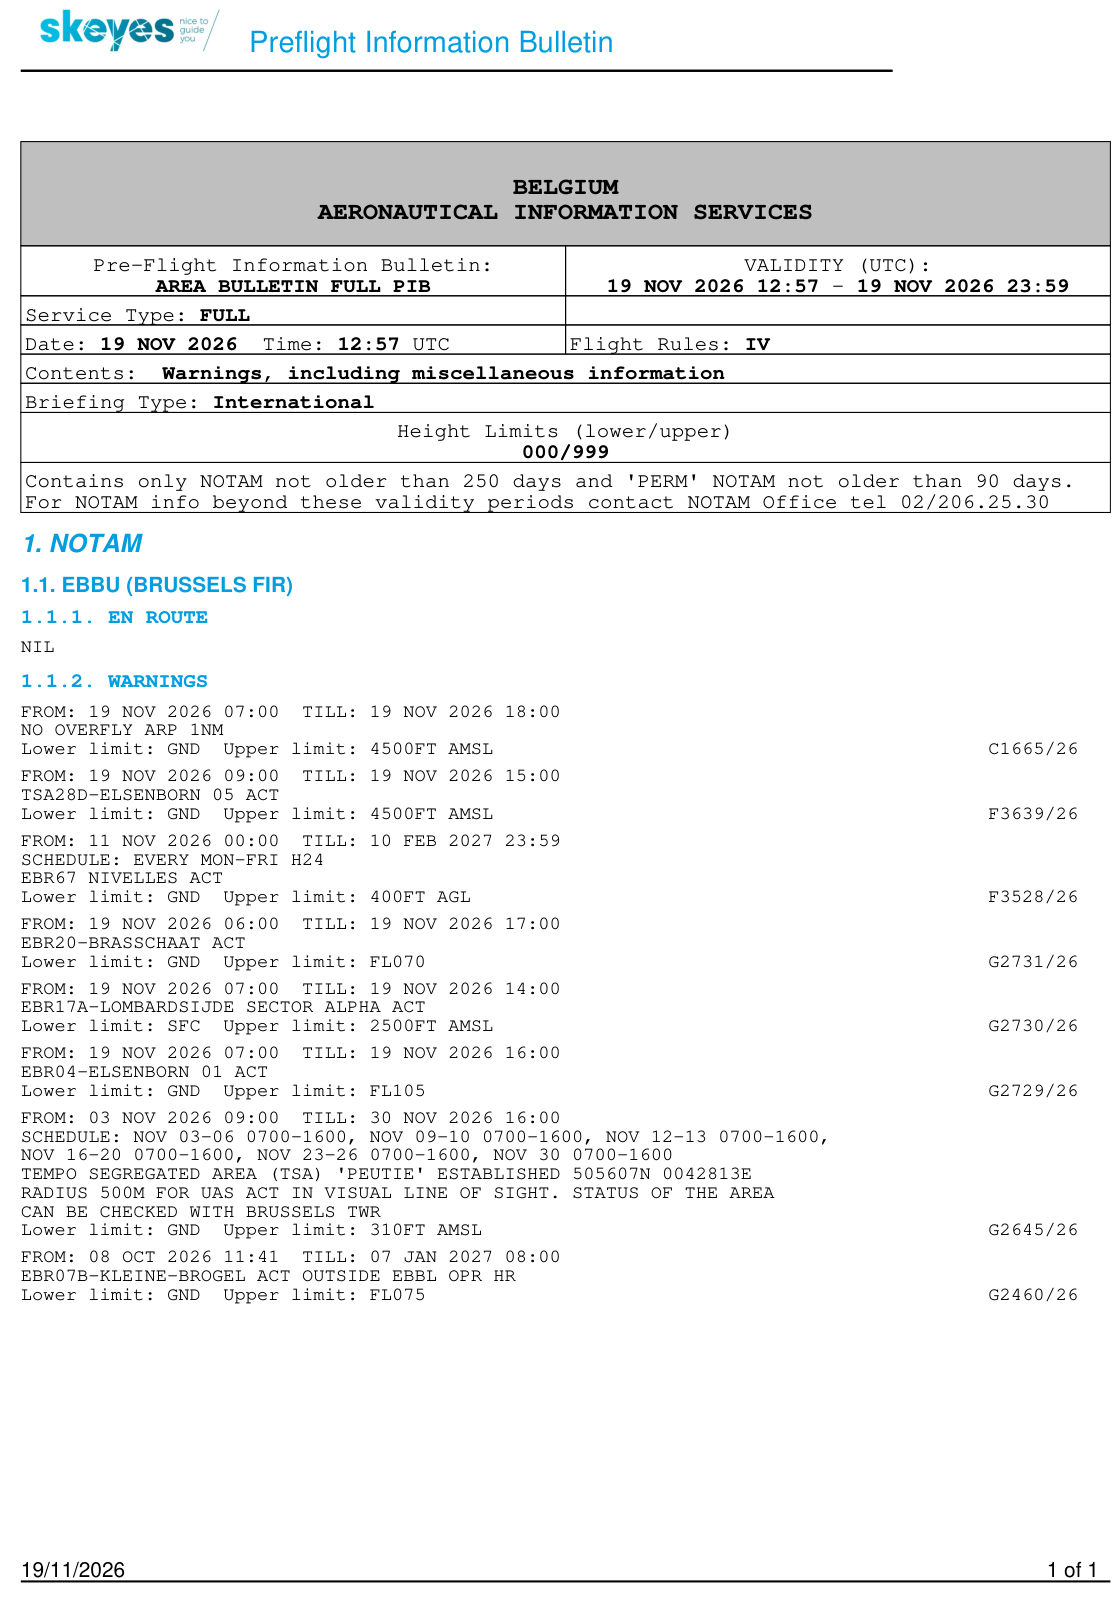 skeyes nice to
guide
you
Preflight Information Bulletin
BELGIUM
AERONAUTICAL INFORMATION SERVICES
Pre-Flight Information Bulletin:
AREA BULLETIN FULL PIB
VALIDITY (UTC):
19 NOV 2026 12:57 - 19 NOV 2026 23:59
Service Type: FULL
Date: 19 NOV 2026  Time: 12:57 UTC
Flight Rules: IV
Contents:  Warnings, including miscellaneous information
Briefing Type: International
Height Limits (lower/upper)
000/999
Contains only NOTAM not older than 250 days and 'PERM' NOTAM not older than 90 days.
For NOTAM info beyond these validity periods contact NOTAM Office tel 02/206.25.30
1. NOTAM
1.1. EBBU (BRUSSELS FIR)
1.1.1. EN ROUTE
NIL
1.1.2. WARNINGS
FROM: 19 NOV 2026 07:00  TILL: 19 NOV 2026 18:00
NO OVERFLY ARP 1NM
Lower limit: GND  Upper limit: 4500FT AMSL C1665/26
FROM: 19 NOV 2026 09:00  TILL: 19 NOV 2026 15:00
TSA28D-ELSENBORN 05 ACT
Lower limit: GND  Upper limit: 4500FT AMSL F3639/26
FROM: 11 NOV 2026 00:00  TILL: 10 FEB 2027 23:59
SCHEDULE: EVERY MON-FRI H24
EBR67 NIVELLES ACT
Lower limit: GND  Upper limit: 400FT AGL F3528/26
FROM: 19 NOV 2026 06:00  TILL: 19 NOV 2026 17:00
EBR20-BRASSCHAAT ACT
Lower limit: GND  Upper limit: FL070 G2731/26
FROM: 19 NOV 2026 07:00  TILL: 19 NOV 2026 14:00
EBR17A-LOMBARDSIJDE SECTOR ALPHA ACT
Lower limit: SFC  Upper limit: 2500FT AMSL G2730/26
FROM: 19 NOV 2026 07:00  TILL: 19 NOV 2026 16:00
EBR04-ELSENBORN 01 ACT
Lower limit: GND  Upper limit: FL105 G2729/26
FROM: 03 NOV 2026 09:00  TILL: 30 NOV 2026 16:00
SCHEDULE: NOV 03-06 0700-1600, NOV 09-10 0700-1600, NOV 12-13 0700-1600,
NOV 16-20 0700-1600, NOV 23-26 0700-1600, NOV 30 0700-1600
TEMPO SEGREGATED AREA (TSA) 'PEUTIE' ESTABLISHED 505607N 0042813E
RADIUS 500M FOR UAS ACT IN VISUAL LINE OF SIGHT. STATUS OF THE AREA
CAN BE CHECKED WITH BRUSSELS TWR
Lower limit: GND  Upper limit: 310FT AMSL G2645/26
FROM: 08 OCT 2026 11:41  TILL: 07 JAN 2027 08:00
EBR07B-KLEINE-BROGEL ACT OUTSIDE EBBL OPR HR
Lower limit: GND  Upper limit: FL075 G2460/26
19/11/2026
1 of 1